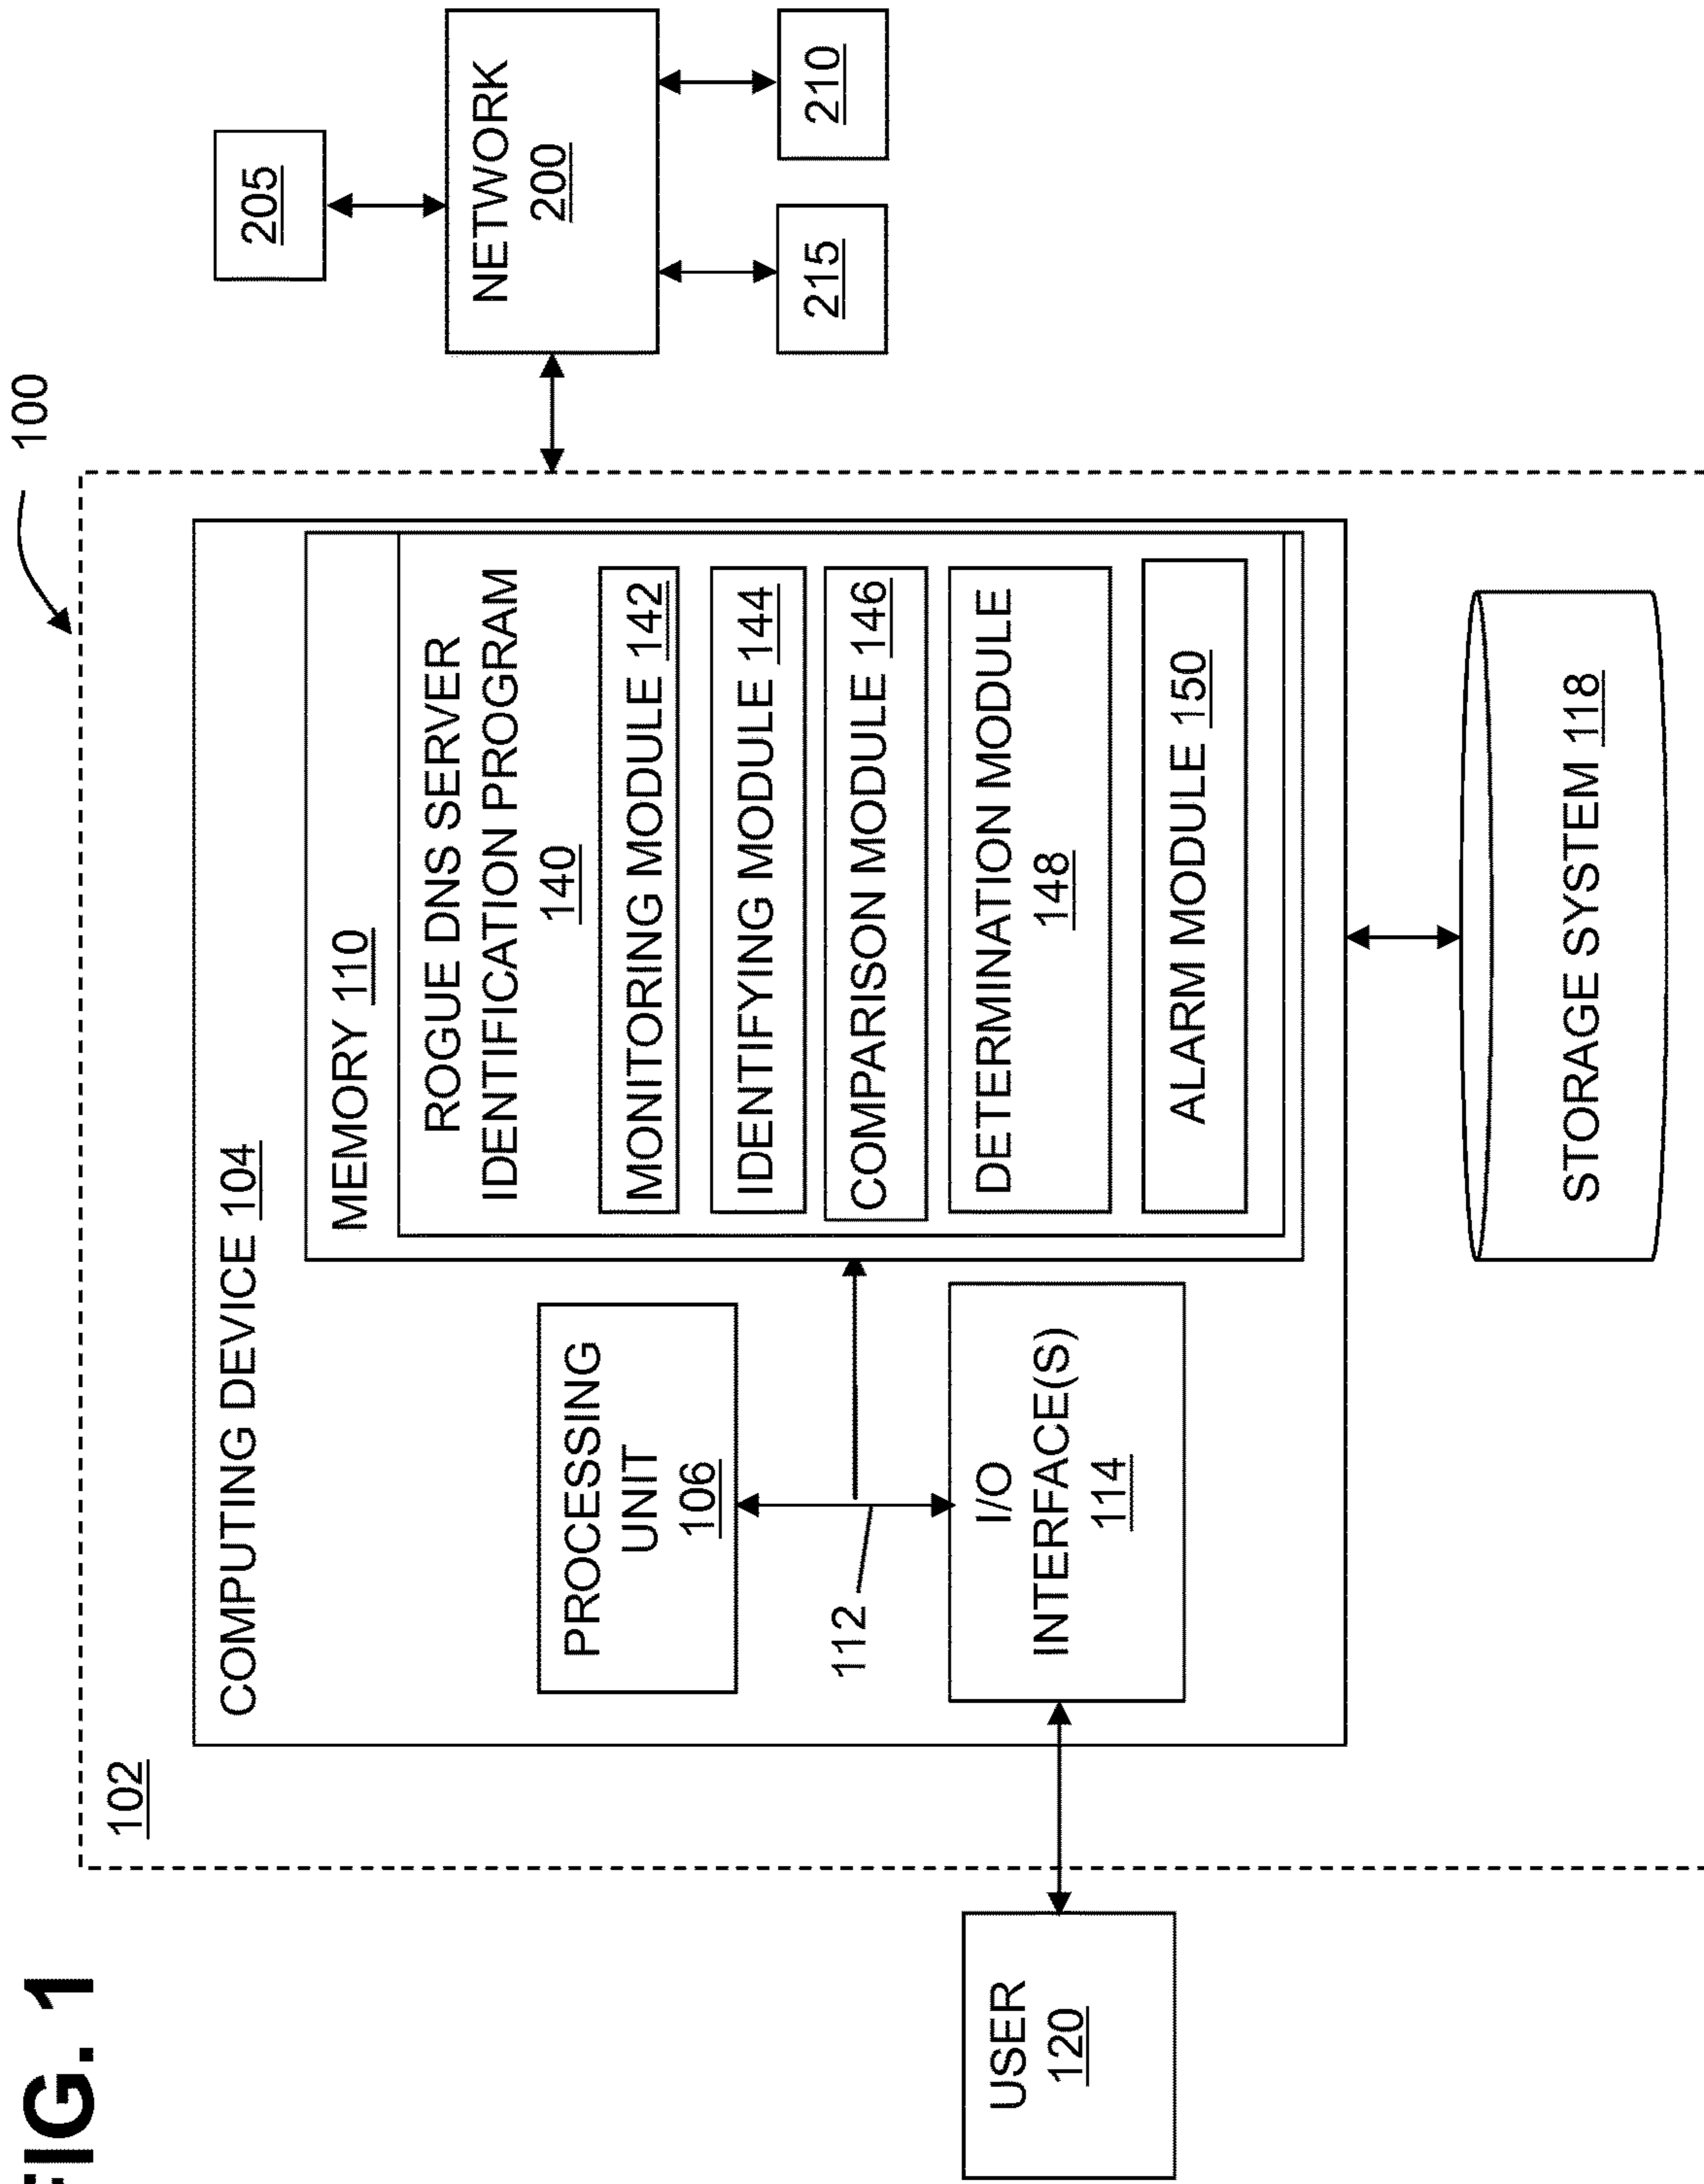 FIG. 1
100
102
COMPUTING DEVICE 104
MEMORY 110
ROGUE DNS SERVER
IDENTIFICATION PROGRAM
140
MONITORING MODULE 142
IDENTIFYING MODULE 144
COMPARISON MODULE 146
DETERMINATION MODULE
148
ALARM MODULE 150
PROCESSING
UNIT
106
112
I/O
INTERFACE(S)
114
USER
120
STORAGE SYSTEM 118
205
NETWORK
200
215
210